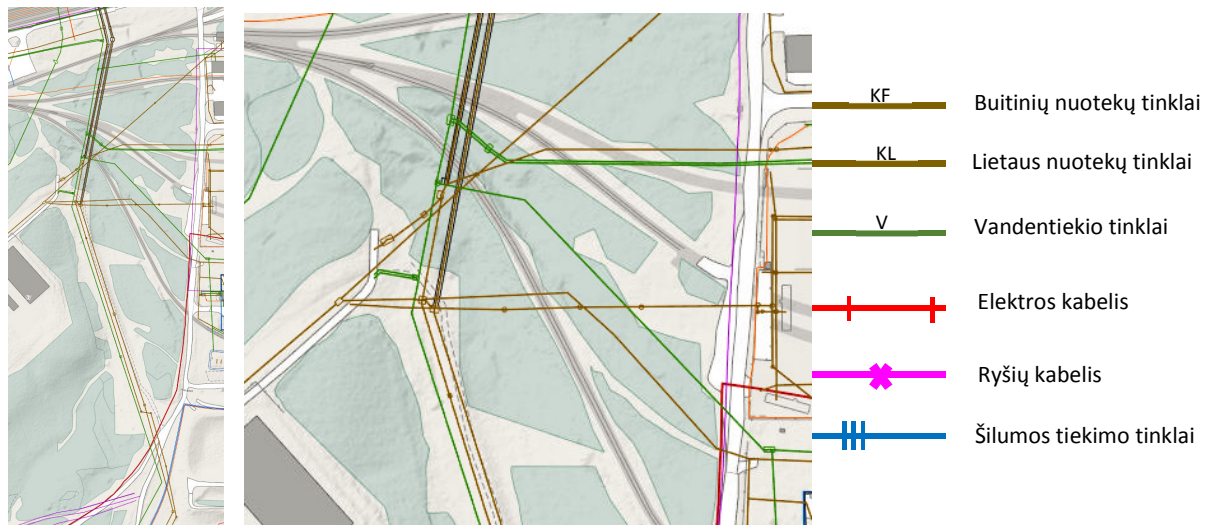 KF
Buitinių nuotekų tinklai
KL
Lietaus nuotekų tinklai
V
Vandentiekio tinklai
Elektros kabelis
Ryšių kabelis
Šilumos tiekimo tinklai